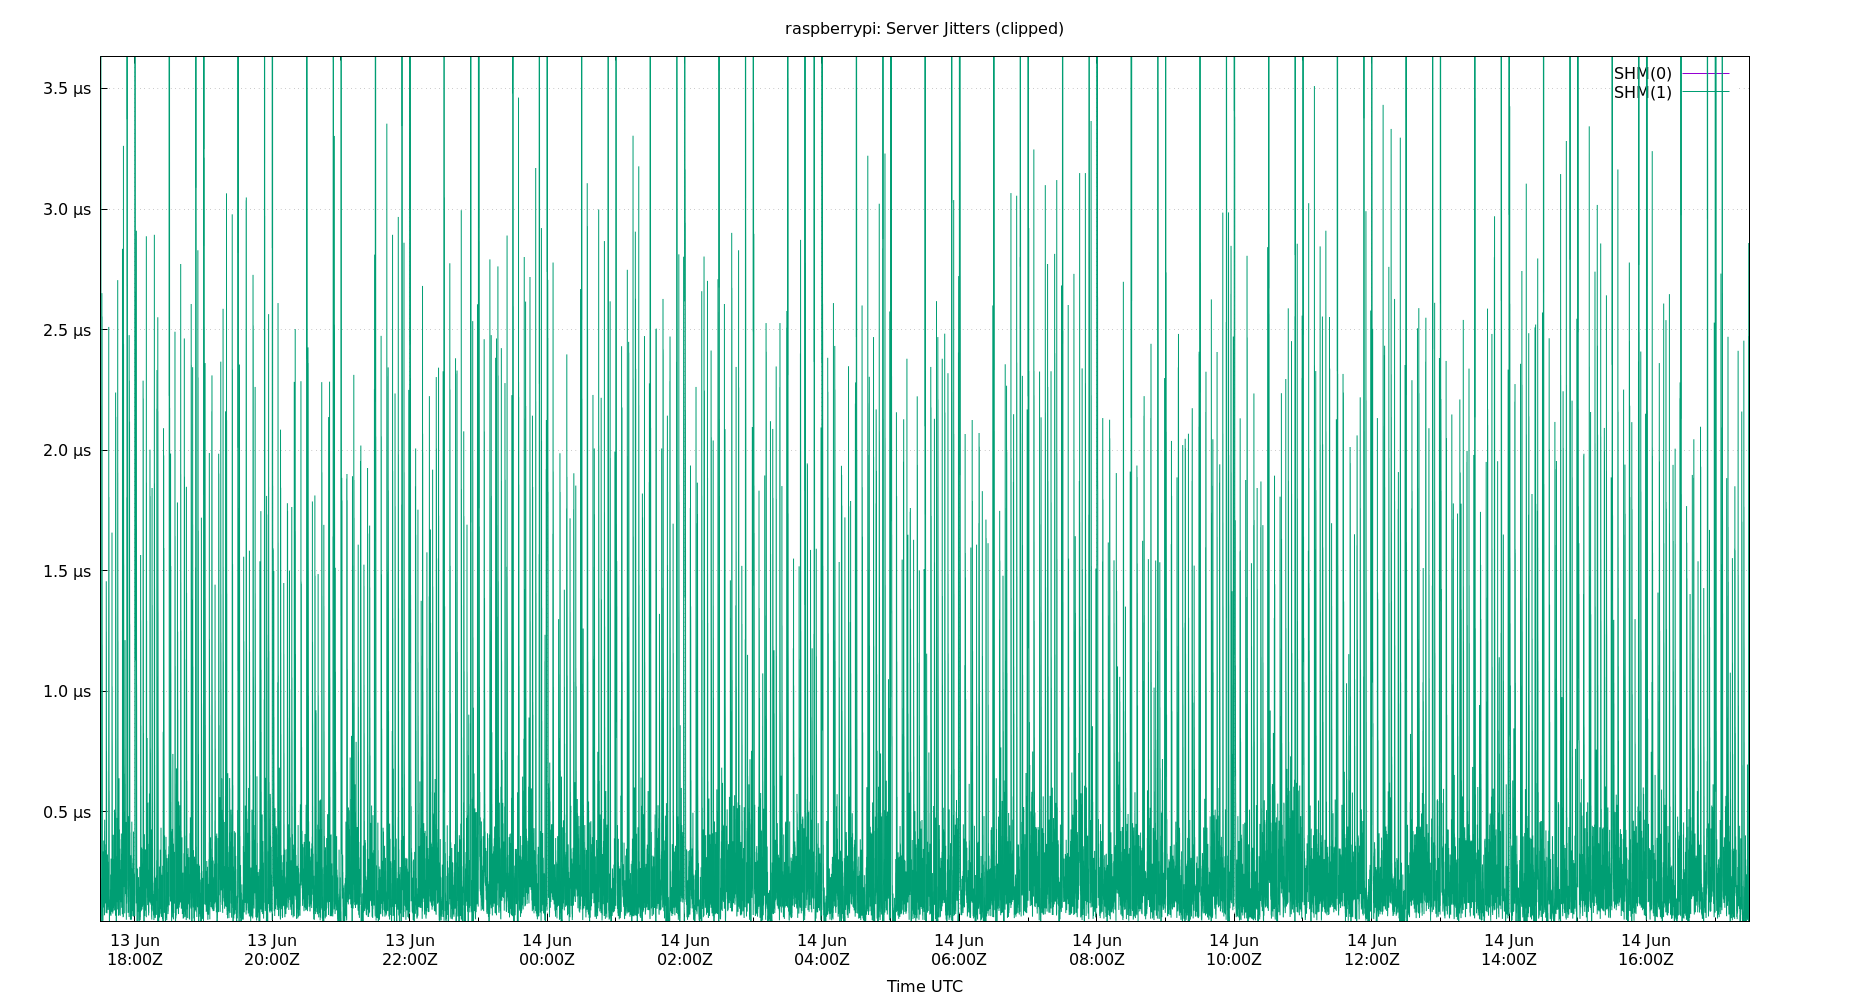 raspberrypi: Server Jitters (clipped)
SHM(0)
SHM(1)
3.5 μs
3.0 μs
2.5 μs
2.0 μs
1.5 μs
1.0 μs
0.5 μs
13 Jun 13 Jun 13 Jun 14 Jun 14 Jun 14 Jun 14 Jun 14 Jun 14 Jun 14 Jun 14 Jun 14 Jun
18:00Z 20:00Z 22:00Z 00:00Z 02:00Z 04:00Z 06:00Z 08:00Z 10:00Z 12:00Z 14:00Z 16:00Z
Time UTC